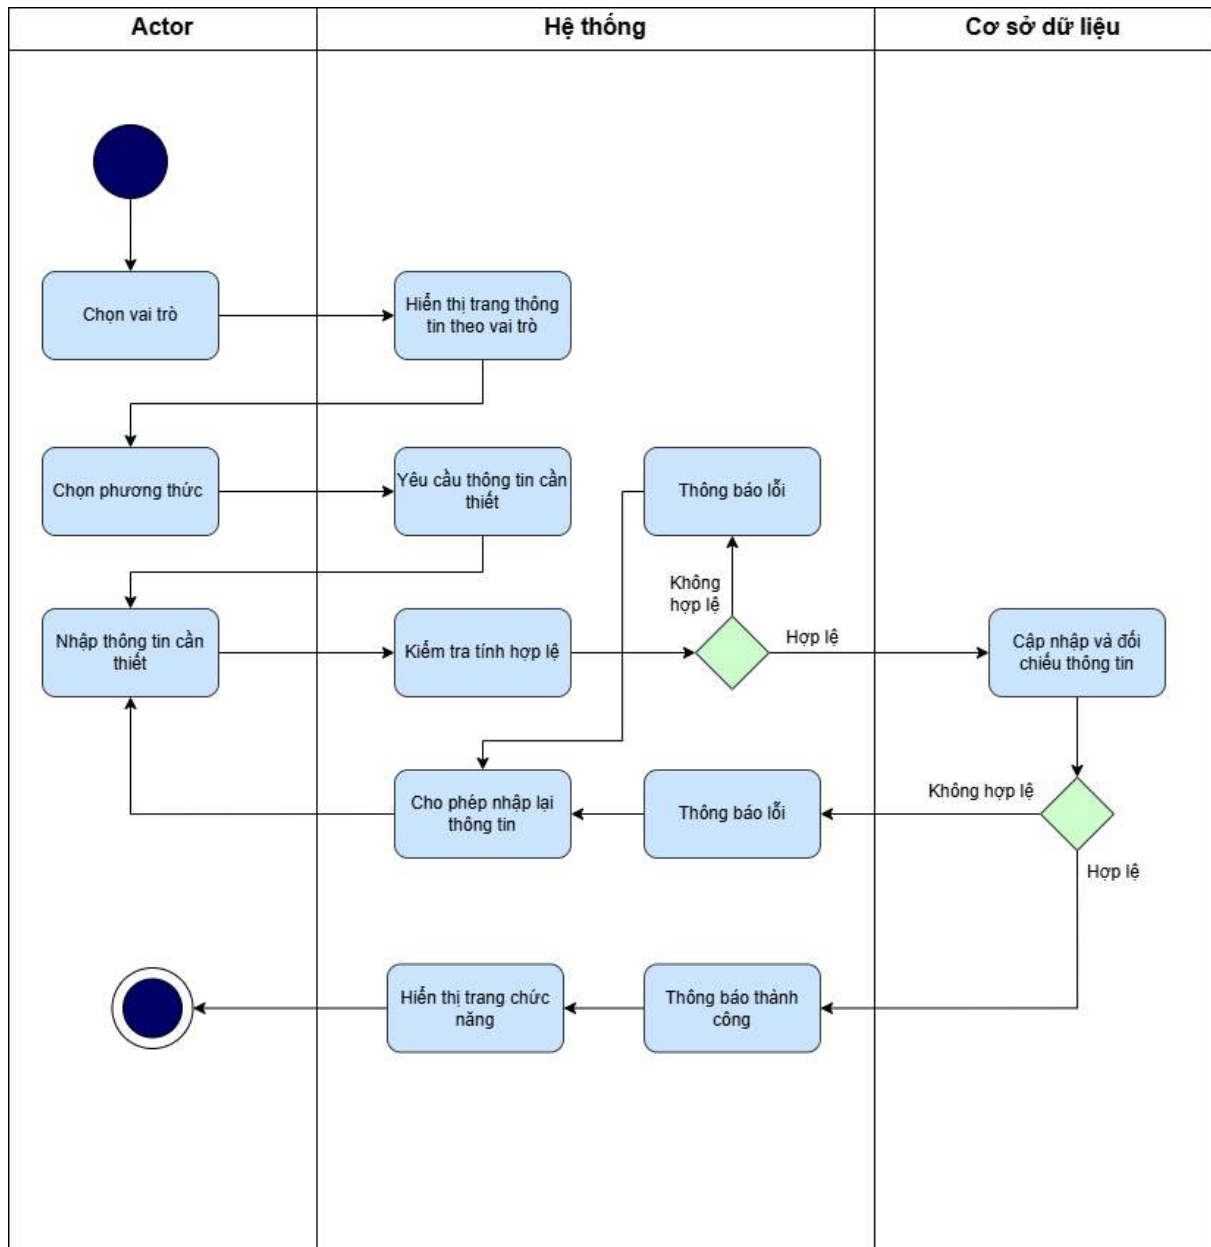 Actor
Hệ thống
Cơ sở dữ liệu
Chọn vai trò
Hiển thị trang thông
tin theo vai trò
Chọn phương thức
Yêu cầu thông tin cần
thiết
Thông báo lỗi
Không
hợp lệ
Hợp lệ
Nhập thông tin cần
thiết
Kiểm tra tính hợp lệ
Cập nhập và đối
chiếu thông tin
Cho phép nhập lại
thông tin
Thông báo lỗi
Không hợp lệ
Hợp lệ
Hiển thị trang chức
năng
Thông báo thành
công